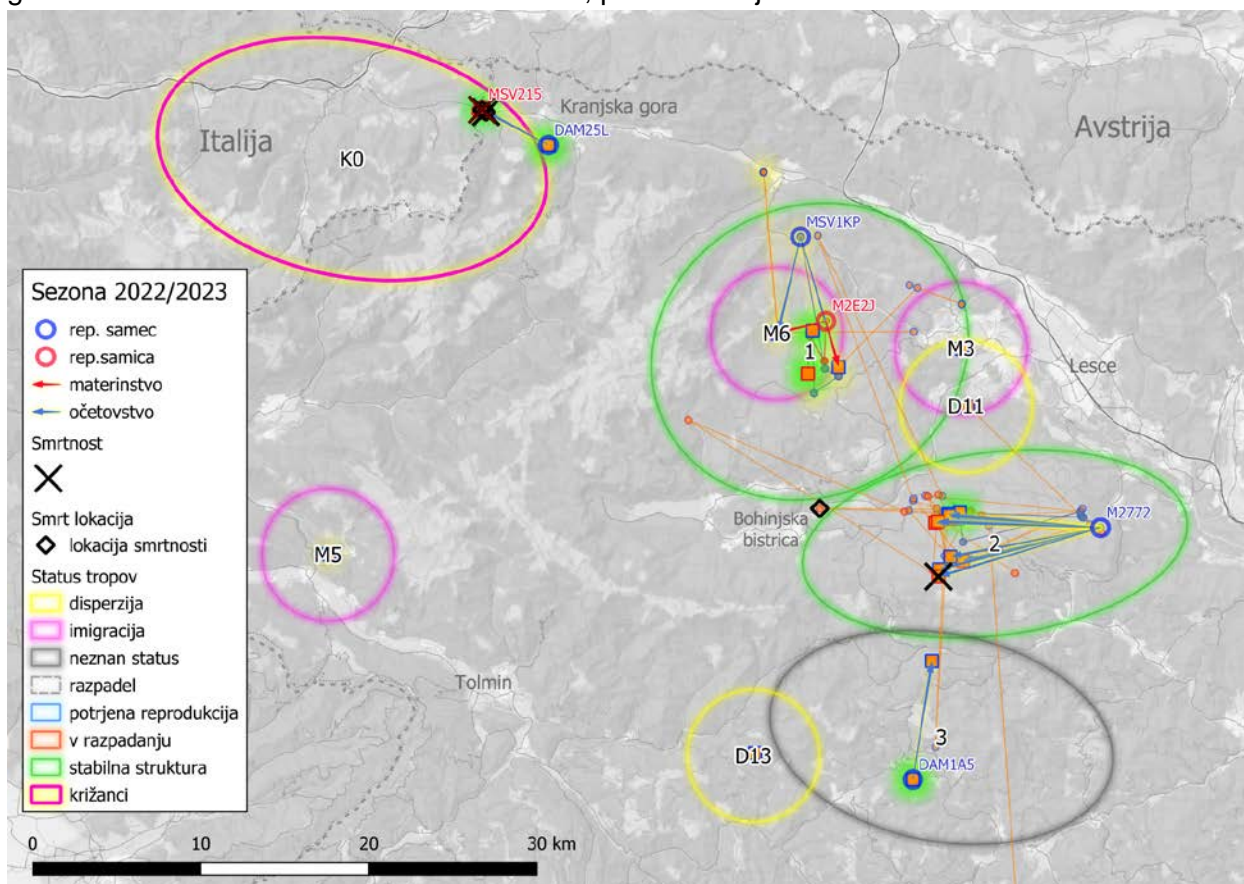 MSV215
Kranjska gora
DAM25L
Italija
Avstrija
K0
MSV1KP
Sezona 2022/2023
rep. samec
rep.samica
materinstvo
očetovstvo
Smrtnost
Smrt lokacija
lokacija smrtnosti
Status tropov
disperzija
imigracija
neznan status
razpadel
potrjena reprodukcija
v razpadanju
stabilna struktura
križanci
M2E2J
M6
1
M3
Lesce
D11
Bohinjska
bistrica
M2772
2
M5
Tolmin
D13
3
DAM1A5
0 10 20 30 km